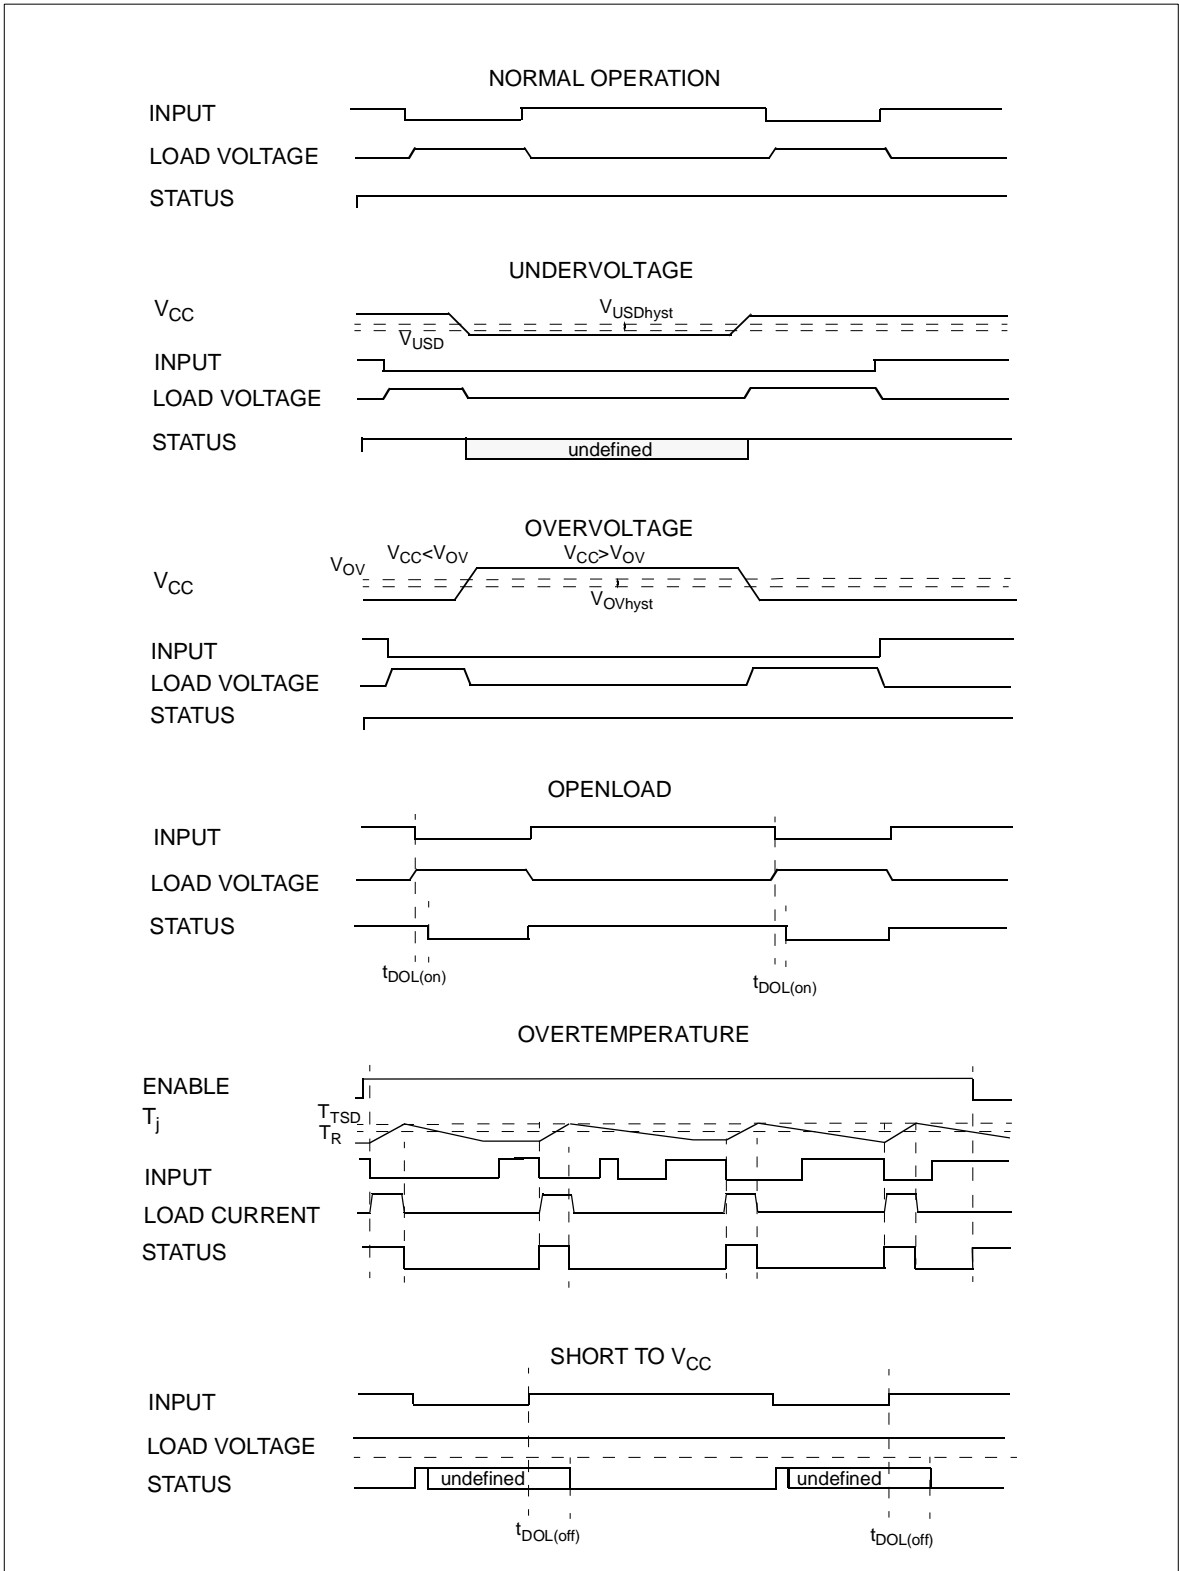 NORMAL OPERATION
INPUT
LOAD VOLTAGE
STATUS
UNDERVOLTAGE
VCC
VUSDhyst
VUSD
INPUT
LOAD VOLTAGE
STATUS
undefined
OVERVOLTAGE
VOV
VCC<VOV
VCC>VOV
VCC
VOVhyst
INPUT
LOAD VOLTAGE
STATUS
OPENLOAD
INPUT
LOAD VOLTAGE
STATUS
tDOL(on)
tDOL(on)
OVERTEMPERATURE
ENABLE
Tj
TTSD
TR
INPUT
LOAD CURRENT
STATUS
SHORT TO VCC
INPUT
LOAD VOLTAGE
STATUS
undefined
undefined
tDOL(off)
tDOL(off)